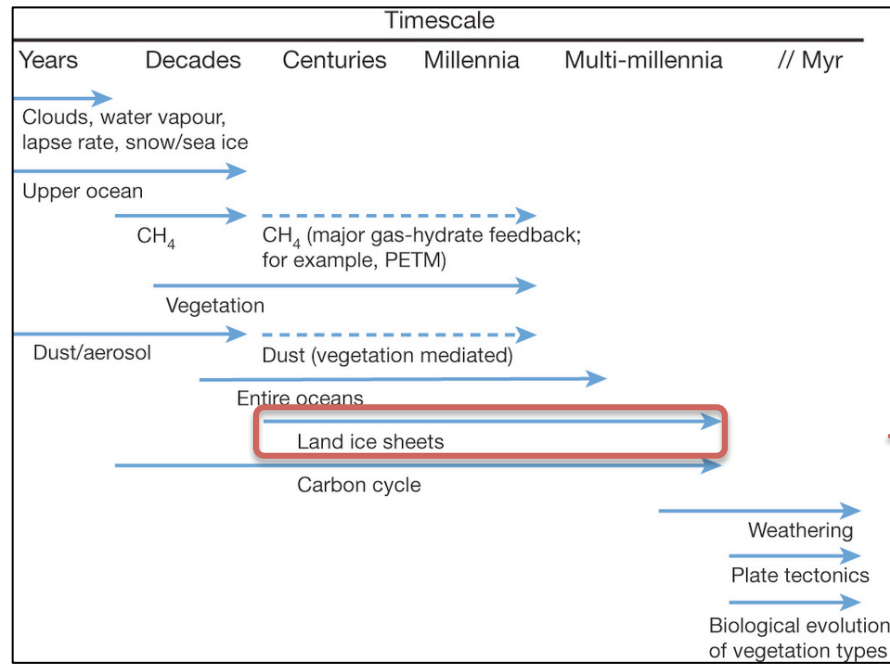 Timescale
Years Decades Centuries Millennia Multi-millennia // Myr
Clouds, water vapour,
lapse rate, snow/sea ice
Upper ocean
CH₄
CH₄ (major gas-hydrate feedback;
for example, PETM)
Vegetation
Dust/aerosol
Dust (vegetation mediated)
Entire oceans
Land ice sheets
Carbon cycle
Weathering
Plate tectonics
Biological evolution
of vegetation types